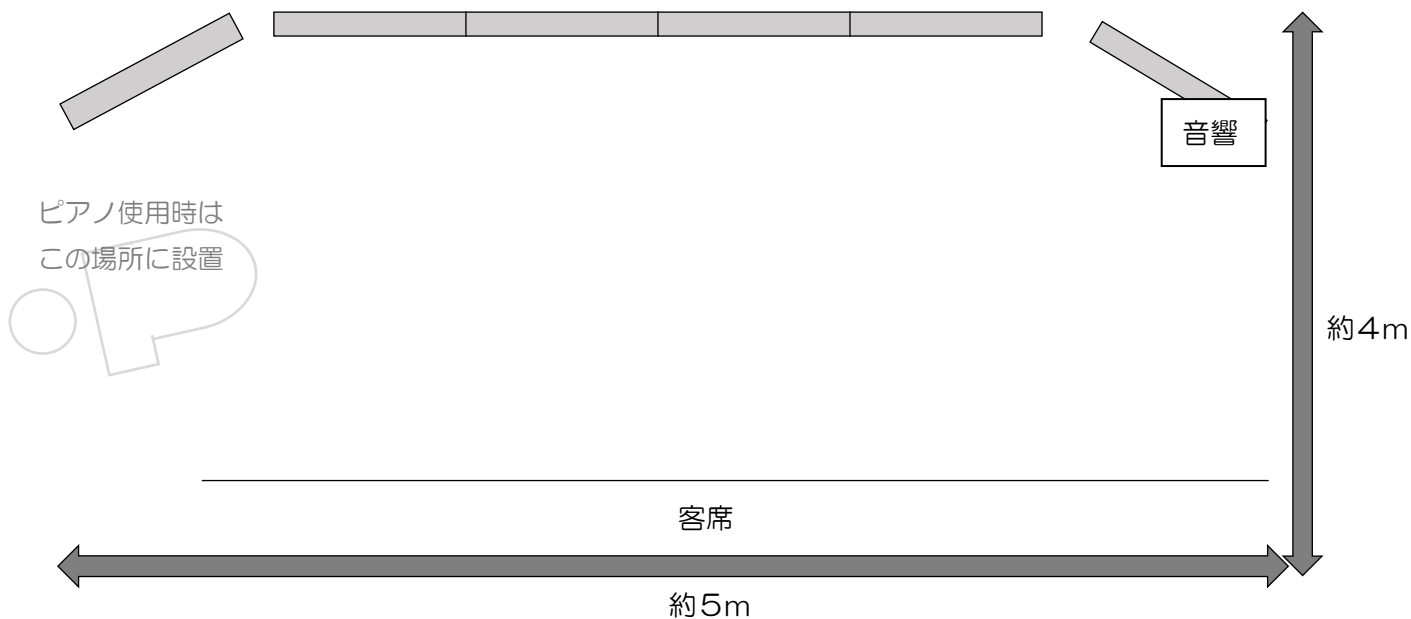 音響
ピアノ使用時は
この場所に設置
約4m
客席
約5m